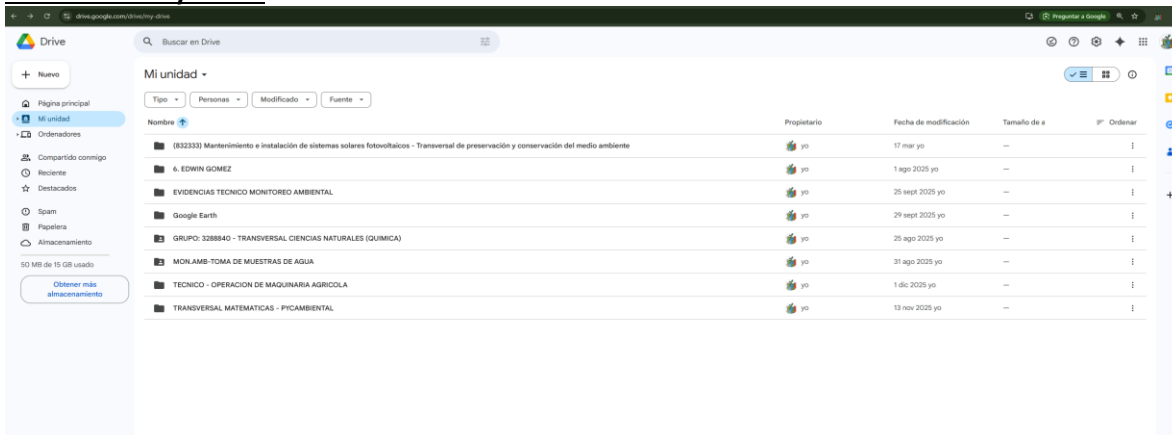 drive.google.com/drive/my-drive
Preguntar a Google
Drive
Buscar en Drive
Nuevo
Mi unidad
Tipo
Personas
Modificado
Fuente
Página principal
Mi unidad
Ordenadores
Compartido conmigo
Reciente
Destacados
Spam
Papelera
Almacenamiento
50 MB de 15 GB usado
Obtener más
almacenamiento
Nombre Propietario Fecha de modificación Tamaño de a Ordenar
(832333) Mantenimiento e instalación de sistemas solares fotovoltaicos - Transversal de preservación y conservación del medio ambiente yo 17 mar yo —
6. EDWIN GOMEZ yo 1 ago 2025 yo —
EVIDENCIAS TECNICO MONITOREO AMBIENTAL yo 25 sept 2025 yo —
Google Earth yo 29 sept 2025 yo —
GRUPO: 3288840 - TRANSVERSAL CIENCIAS NATURALES (QUIMICA) yo 25 ago 2025 yo —
MON.AMB-TOMA DE MUESTRAS DE AGUA yo 31 ago 2025 yo —
TECNICO - OPERACION DE MAQUINARIA AGRICOLA yo 1 dic 2025 yo —
TRANSVERSAL MATEMATICAS - PYCAMBIENTAL yo 13 nov 2025 yo —